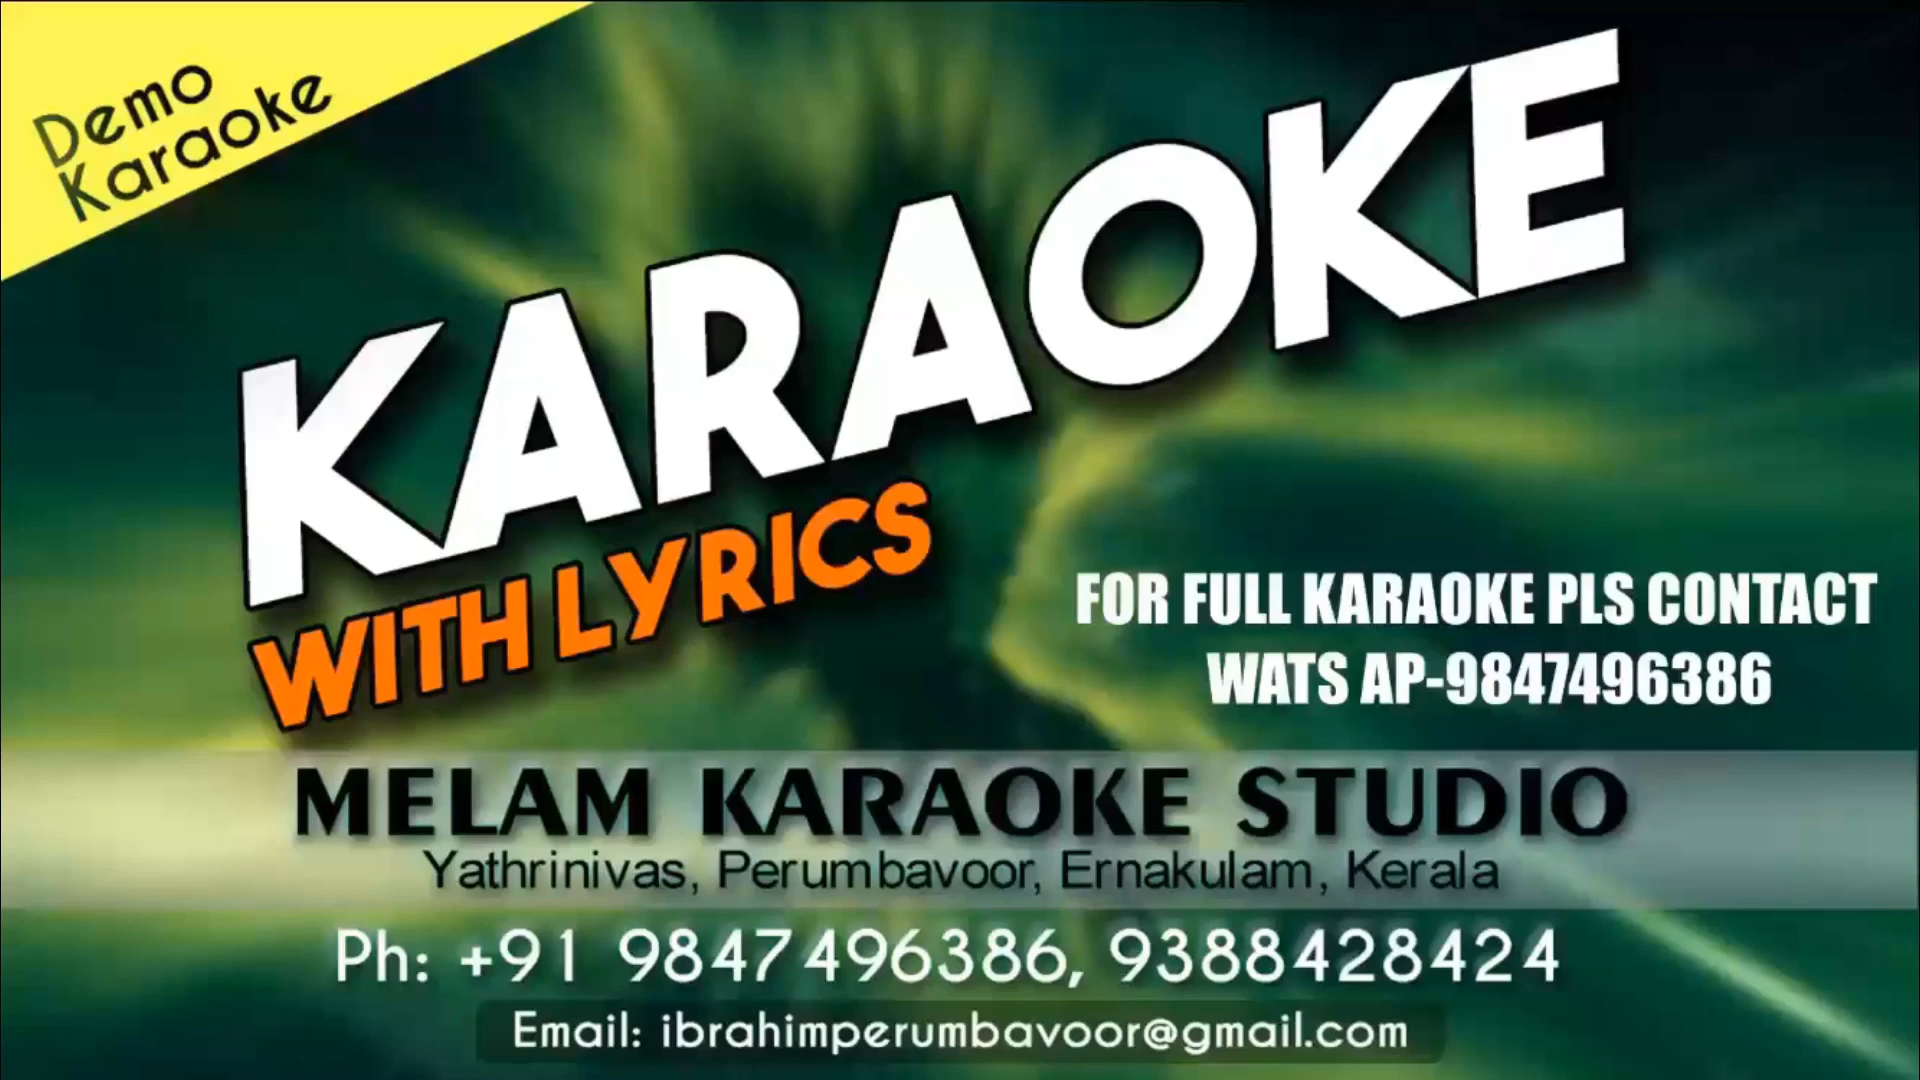 Demo
Karaoke
KARAOKE
WITH LYRICS
FOR FULL KARAOKE PLS CONTACT
WATS AP-9847496386
MELAM KARAOKE STUDIO
Yathrinivas, Perumbavoor, Ernakulam, Kerala
Ph: +91 9847496386, 9388428424
Email: ibrahimperumbavoor@gmail.com